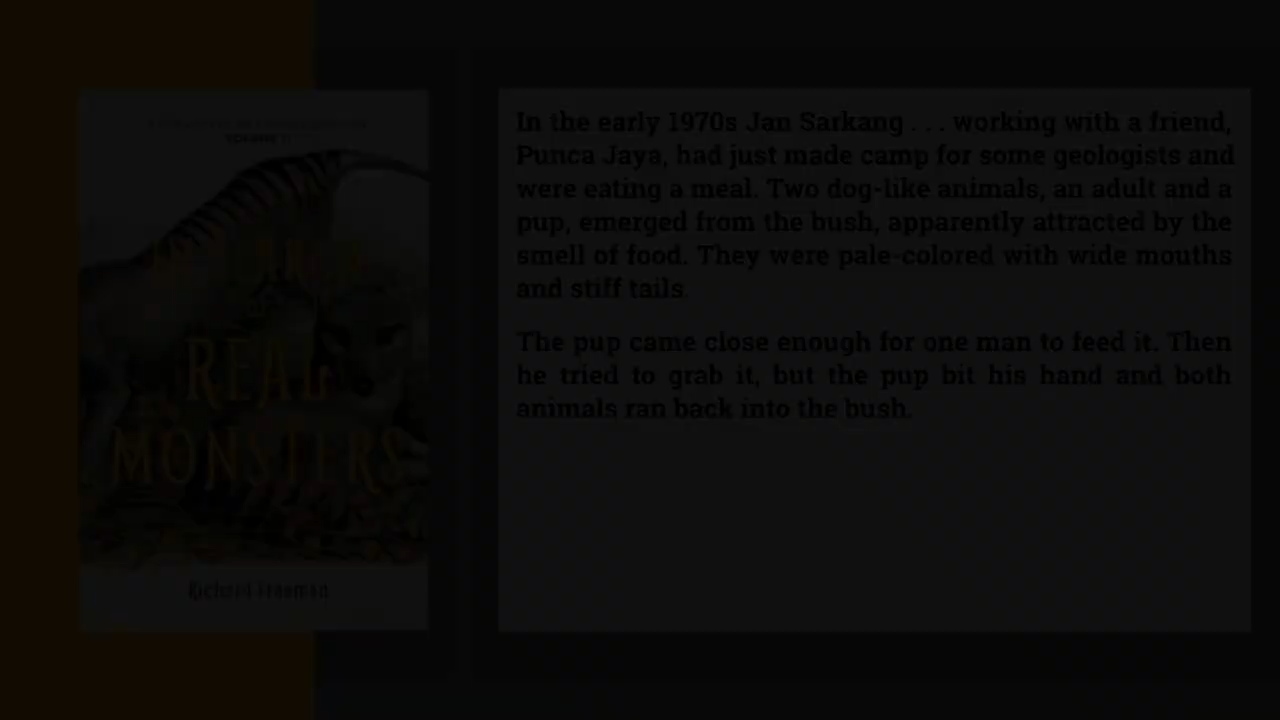 REAL
MONSTERS
Richard Freeman
In the early 1970s Jan Sarkang . . . working with a friend,
Punca Jaya, had just made camp for some geologists and
were eating a meal. Two dog-like animals, an adult and a
pup, emerged from the bush, apparently attracted by the
smell of food. They were pale-colored with wide mouths
and stiff tails.
The pup came close enough for one man to feed it. Then
he tried to grab it, but the pup bit his hand and both
animals ran back into the bush.